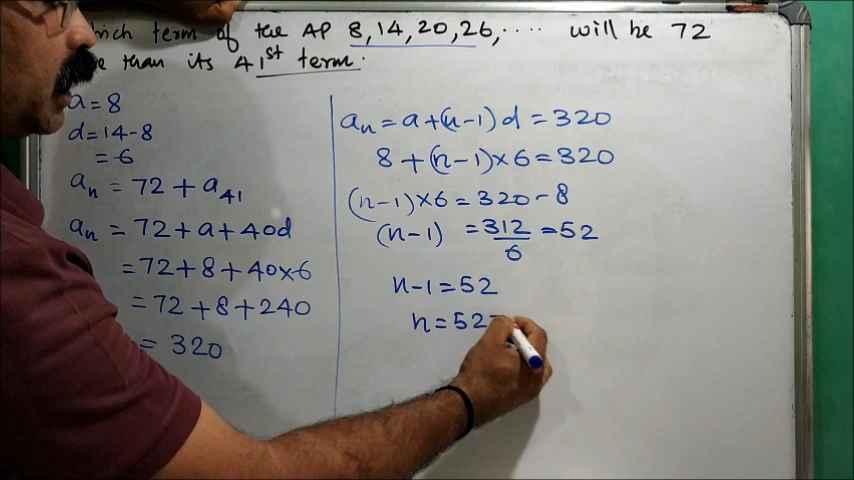 term of the AP 8, 14, 20, 26, .... will be 72
than its 41st term.
a = 8
d = 14 - 8
= 6
an = 72 + a41
an = 72 + a + 40d
= 72 + 8 + 40 × 6
= 72 + 8 + 240
= 320
an = a + (n - 1) d = 320
8 + (n - 1) × 6 = 320
(n - 1) × 6 = 320 - 8
(n - 1) = 312/6 = 52
n - 1 = 52
n = 52